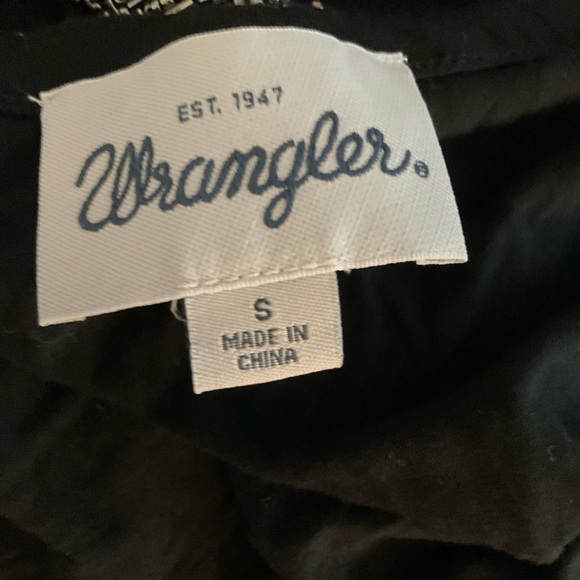 EST. 1947
Wrangler®
S
MADE IN
CHINA